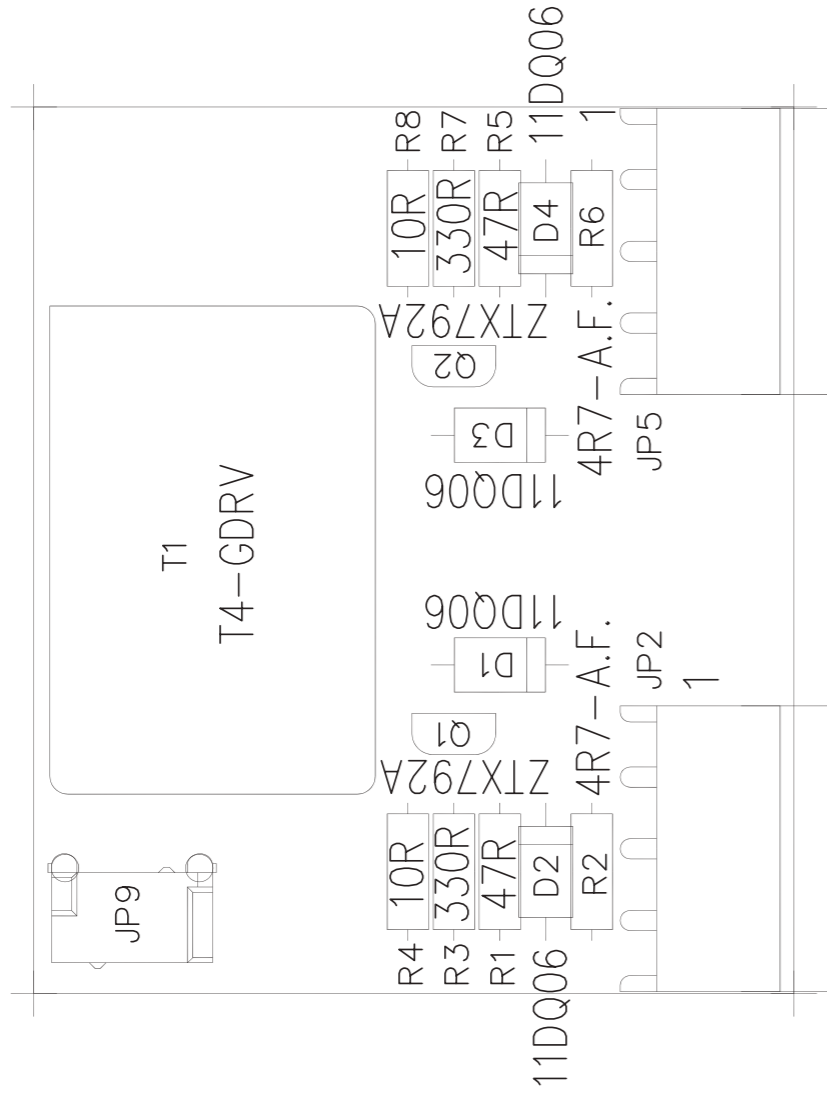 11DQ06
R8
R7
R5
1
10R
330R
47R
D4
R6
ZTX792A
Q2
4R7-A.F.
D3
JP5
11DQ06
T1
T4-GDRV
11DQ06
D1
JP2
1
4R7-A.F.
Q1
ZTX792A
10R
330R
47R
D2
R2
JP9
R4
R3
R1
11DQ06